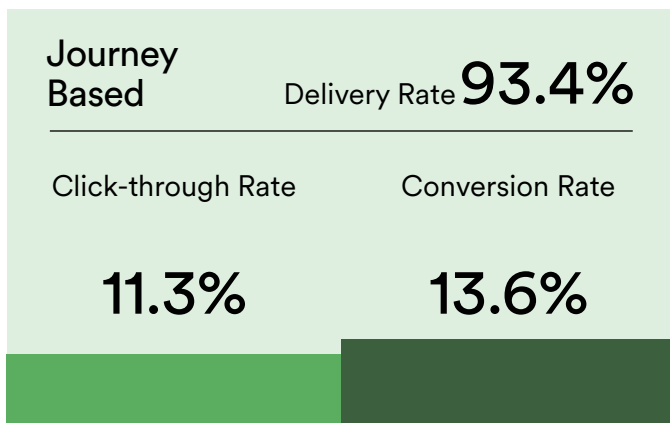 Journey
Based
Delivery Rate 93.4%
Click-through Rate
Conversion Rate
11.3%
13.6%